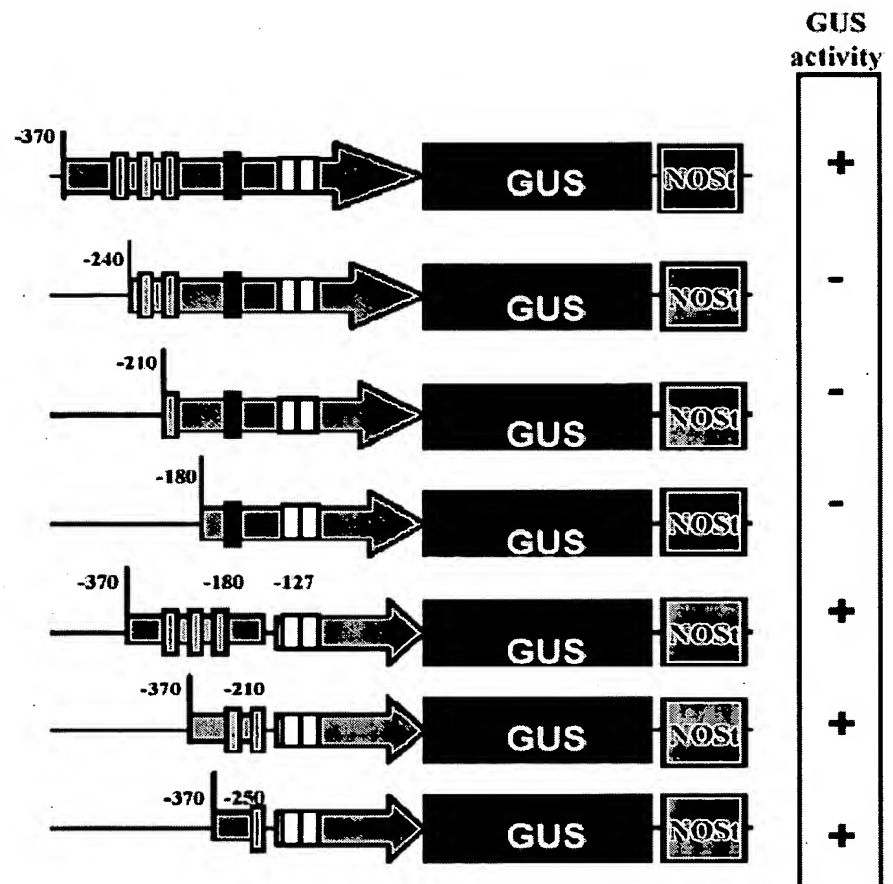 GUS
activity
-370
GUS
NOSt
+
-240
GUS
NOSt
-
-210
GUS
NOSt
-
-180
GUS
NOSt
-
-370 -180 -127
GUS
NOSt
+
-370 -210
GUS
NOSt
+
-370 -250
GUS
NOSt
+